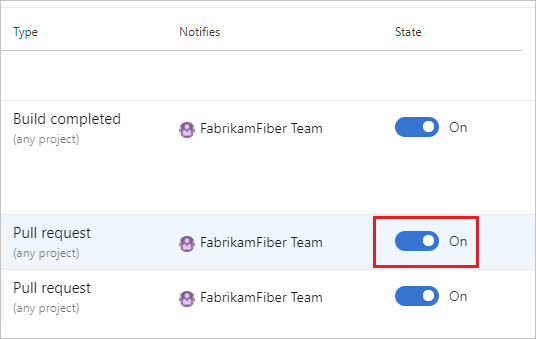 Type Notifies State
Build completed
(any project)
FabrikamFiber Team On
Pull request
(any project)
FabrikamFiber Team On
Pull request
(any project)
FabrikamFiber Team On